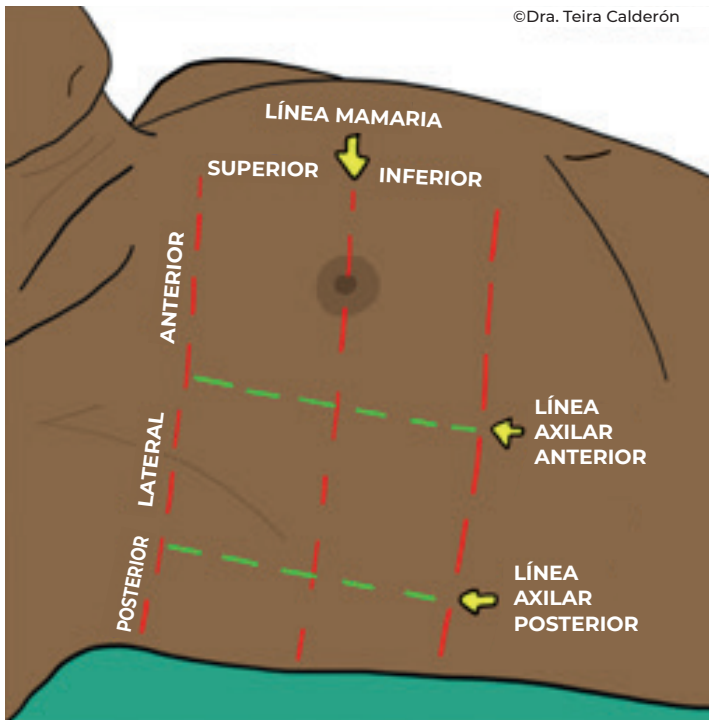 ©Dra. Teira Calderón
LÍNEA MAMARIA
SUPERIOR
INFERIOR
ANTERIOR
LATERAL
POSTERIOR
LÍNEA
AXILAR
ANTERIOR
LÍNEA
AXILAR
POSTERIOR